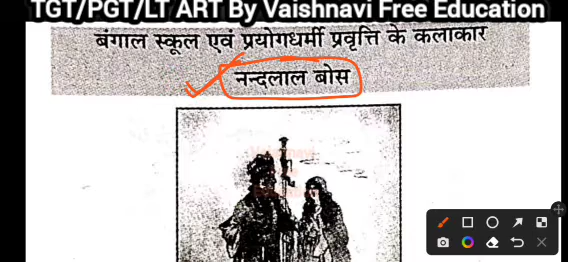 TGT/PGT/LT ART By Vaishnavi Free Education
बंगाल स्कूल एवं प्रयोगधर्मी प्रवृत्ति के कलाकार
नन्दलाल बोस